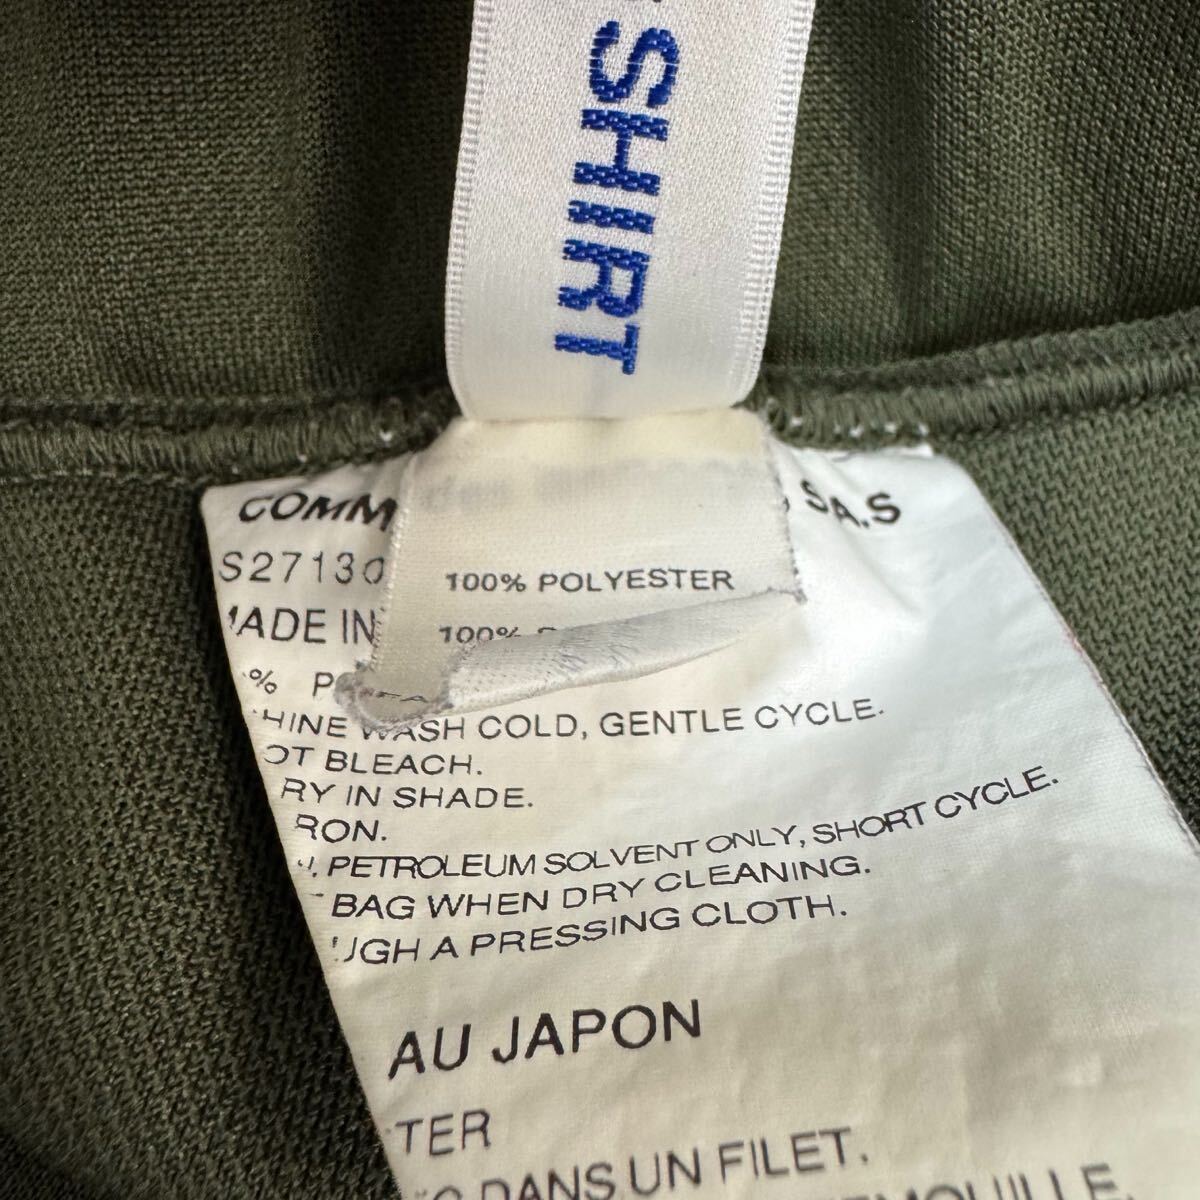 SHIRT
COMM SA.S
S27130
MADE IN
100% POLYESTER
100%
% P
HINE WASH COLD, GENTLE CYCLE.
OT BLEACH.
RY IN SHADE.
RON.
PETROLEUM SOLVENT ONLY, SHORT CYCLE.
BAG WHEN DRY CLEANING.
UGH A PRESSING CLOTH.
AU JAPON
TER
DANS UN FILET.